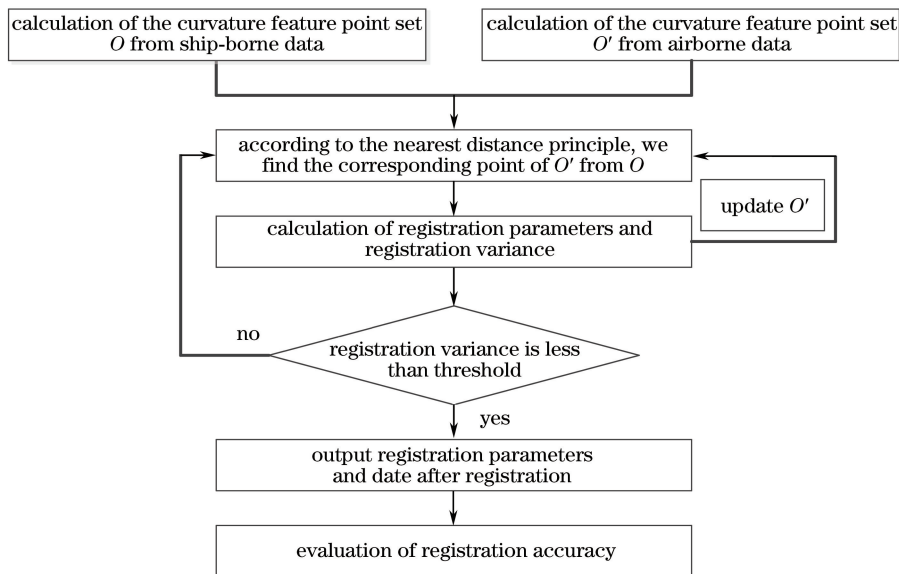 calculation of the curvature feature point set
O from ship-borne data
calculation of the curvature feature point set
O′ from airborne data
according to the nearest distance principle, we
find the corresponding point of O′ from O
update O′
calculation of registration parameters and
registration variance
no
registration variance is less
than threshold
yes
output registration parameters
and date after registration
evaluation of registration accuracy